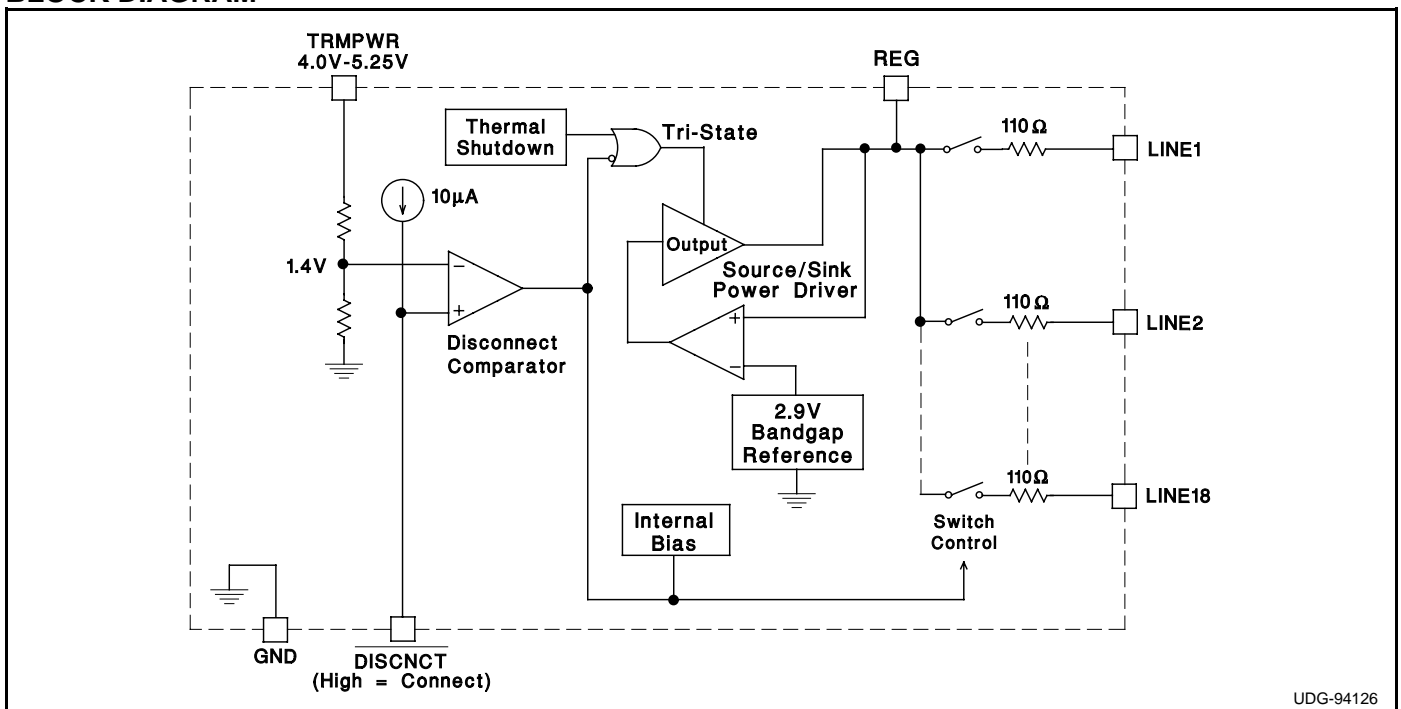 BLOCK DIAGRAM
TRMPWR
4.0V-5.25V
REG
Thermal
Shutdown
Tri-State
110Ω
LINE1
10μA
Output
1.4V
−
+
Source/Sink
Power Driver
Disconnect
Comparator
+
−
110Ω
LINE2
2.9V
Bandgap
Reference
110Ω
LINE18
Internal
Bias
Switch
Control
GND
DISCNCT
(High = Connect)
UDG-94126